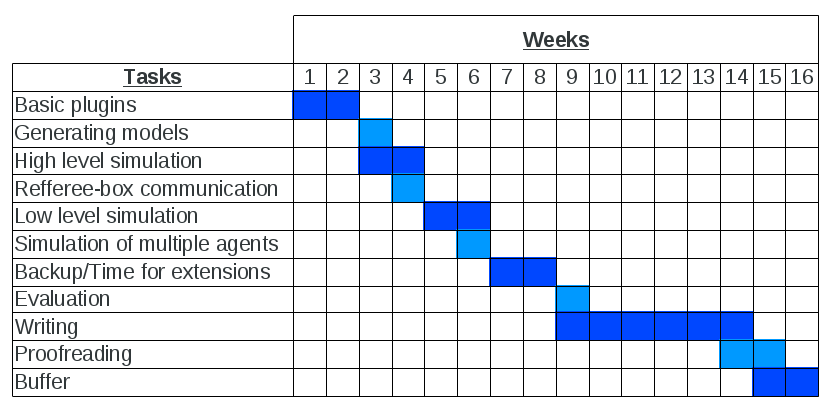 Weeks
Tasks 1 2 3 4 5 6 7 8 9 10 11 12 13 14 15 16
Basic plugins
Generating models
High level simulation
Refferee-box communication
Low level simulation
Simulation of multiple agents
Backup/Time for extensions
Evaluation
Writing
Proofreading
Buffer